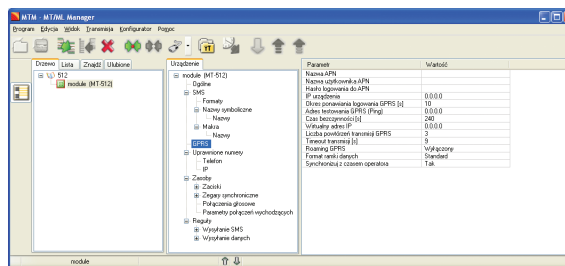 MTM - MT/ML Manager
Program Edycja Widok Transmisja Konfigurator Pomoc
Drzewo Lista Znajdź Ulubione
512
module (MT-512)
Urządzenie
module (MT-512)
Ogólne
SMS
Formaty
Nazwy symboliczne
Nazwy
Makra
Nazwy
GPRS
Uprawnione numery
Telefon
IP
Zasoby
Zaciski
Zegary synchroniczne
Połączenia głosowe
Parametry połączeń wychodzących
Reguły
Wysyłanie SMS
Wysyłanie danych
Parametr Wartość
Nazwa APN
Nazwa użytkownika APN
Hasło logowania do APN
IP urządzenia 0.0.0.0
Okres ponawiania logowania GPRS [s] 10
Adres testowania GPRS (Ping) 0.0.0.0
Czas bezczynności [s] 240
Wirtualny adres IP 0.0.0.0
Liczba powtórzeń transmisji GPRS 3
Timeout transmisji [s] 9
Roaming GPRS Wyłączony
Format ramki danych Standard
Synchronizuj z czasem operatora Tak
module